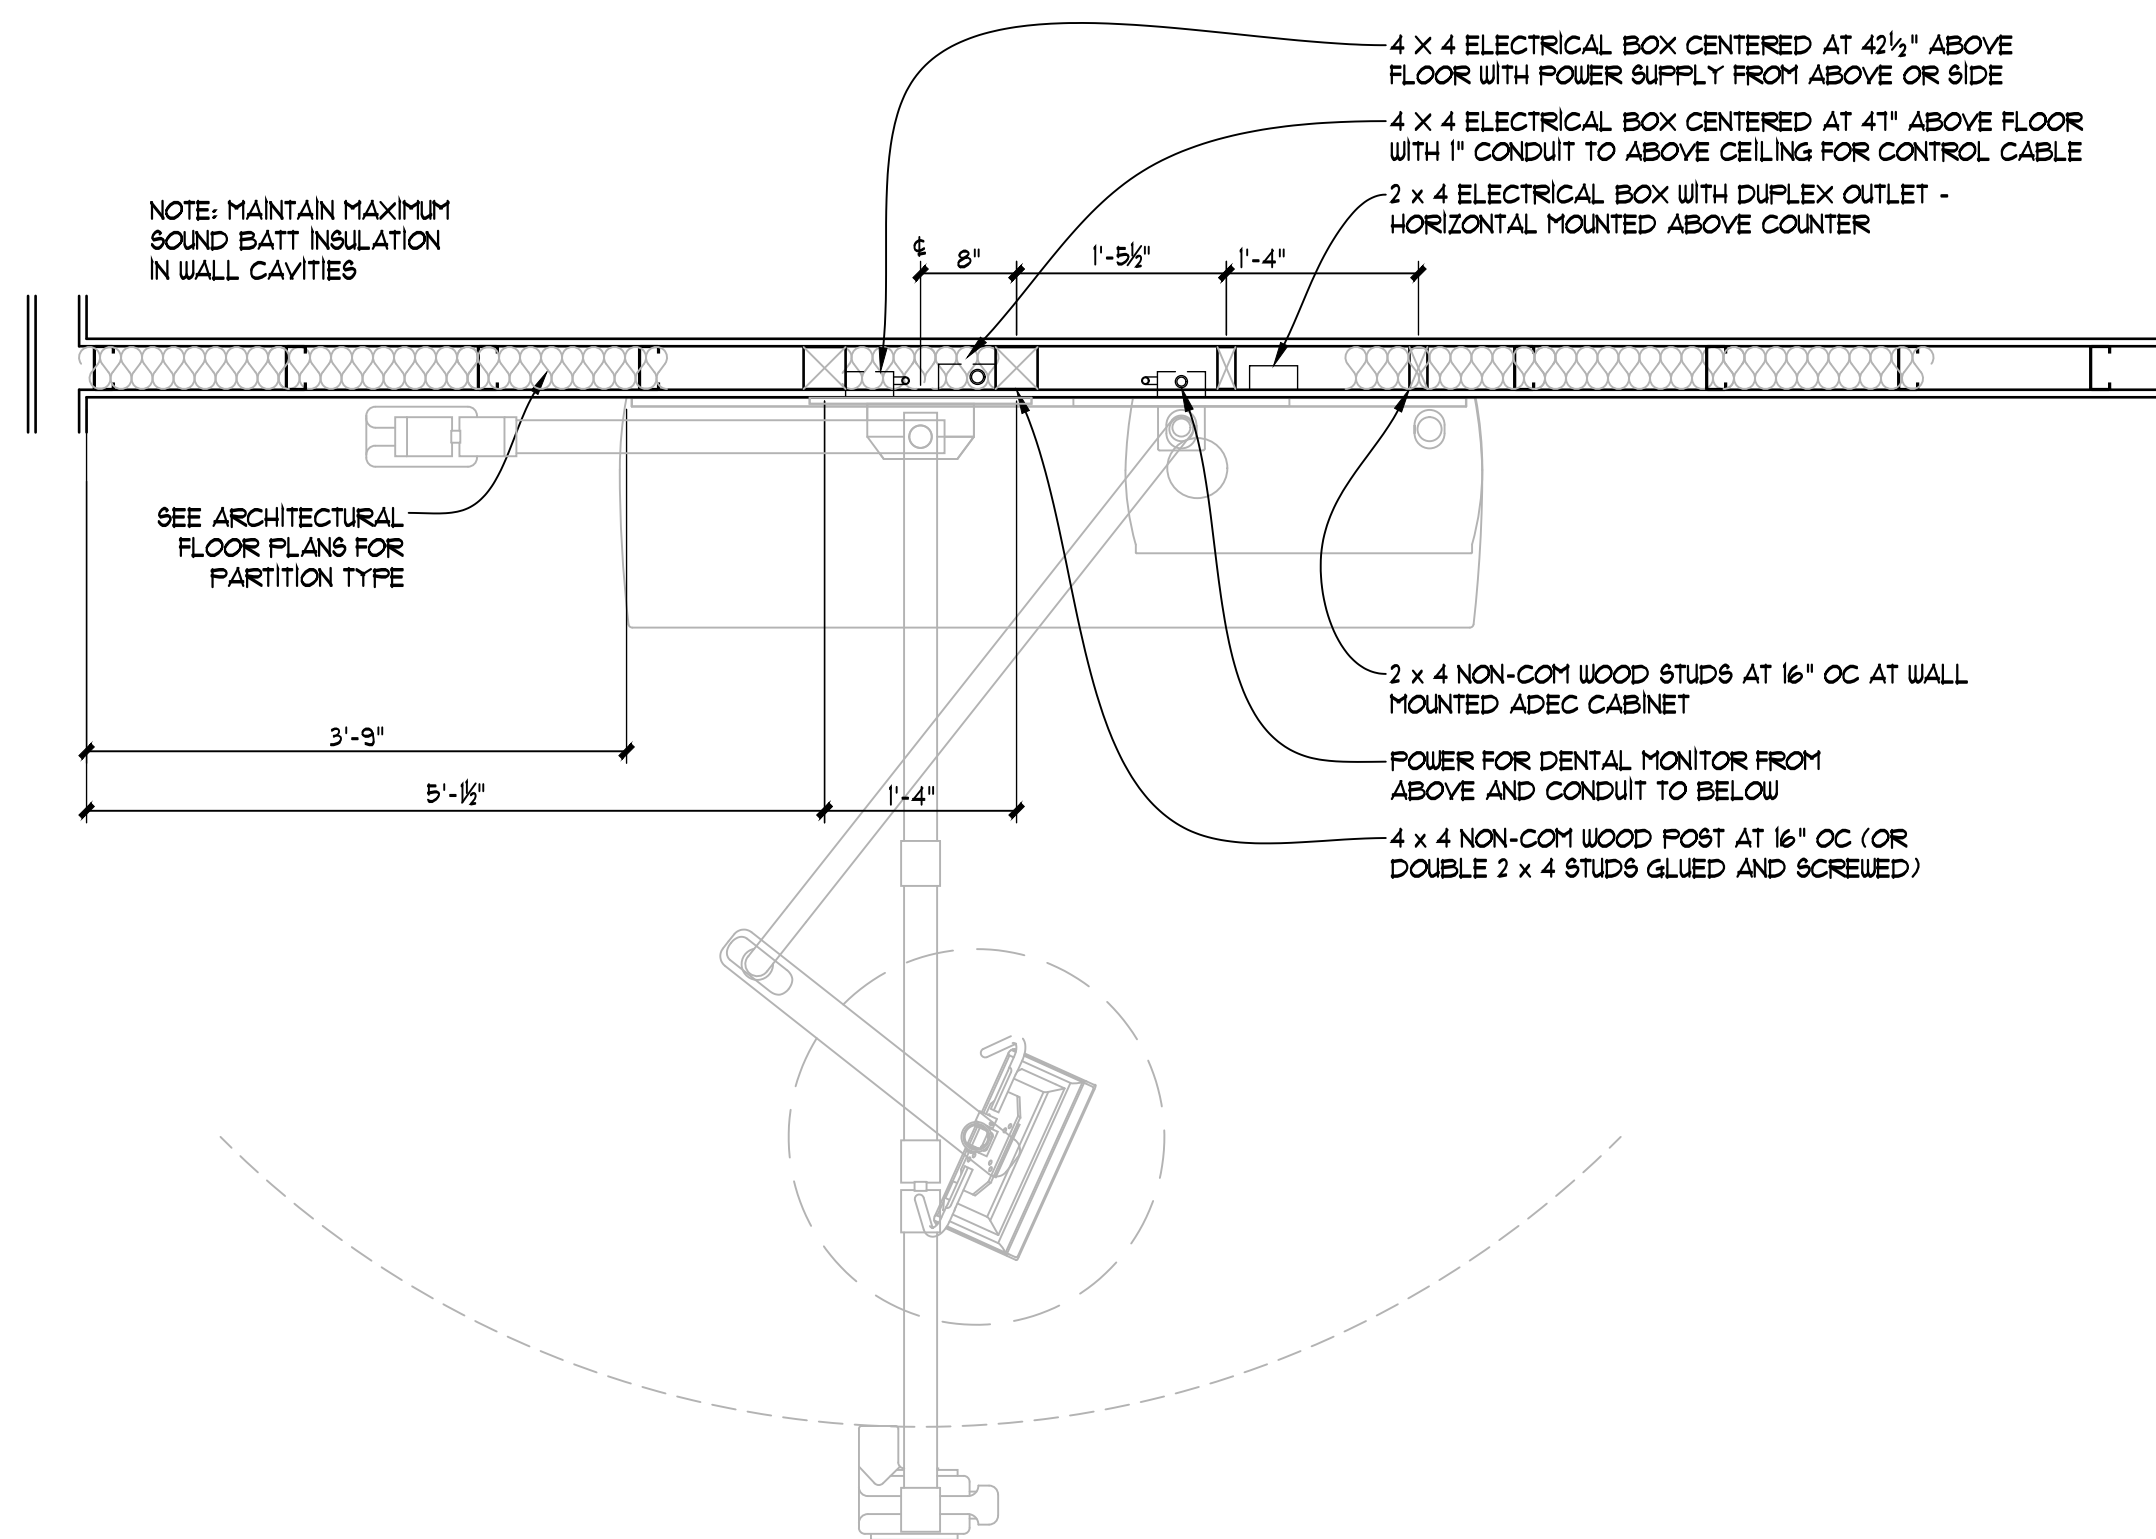 4 X 4 ELECTRICAL BOX CENTERED AT 42½" ABOVE
FLOOR WITH POWER SUPPLY FROM ABOVE OR SIDE
4 X 4 ELECTRICAL BOX CENTERED AT 47" ABOVE FLOOR
WITH 1" CONDUIT TO ABOVE CEILING FOR CONTROL CABLE
2 x 4 ELECTRICAL BOX WITH DUPLEX OUTLET -
HORIZONTAL MOUNTED ABOVE COUNTER
NOTE: MAINTAIN MAXIMUM
SOUND BATT INSULATION
IN WALL CAVITIES
℄
8"
1'-5½"
1'-4"
SEE ARCHITECTURAL
FLOOR PLANS FOR
PARTITION TYPE
2 x 4 NON-COM WOOD STUDS AT 16" OC AT WALL
MOUNTED ADEC CABINET
3'-9"
POWER FOR DENTAL MONITOR FROM
ABOVE AND CONDUIT TO BELOW
5'-1½"
1'-4"
4 x 4 NON-COM WOOD POST AT 16" OC (OR
DOUBLE 2 x 4 STUDS GLUED AND SCREWED)